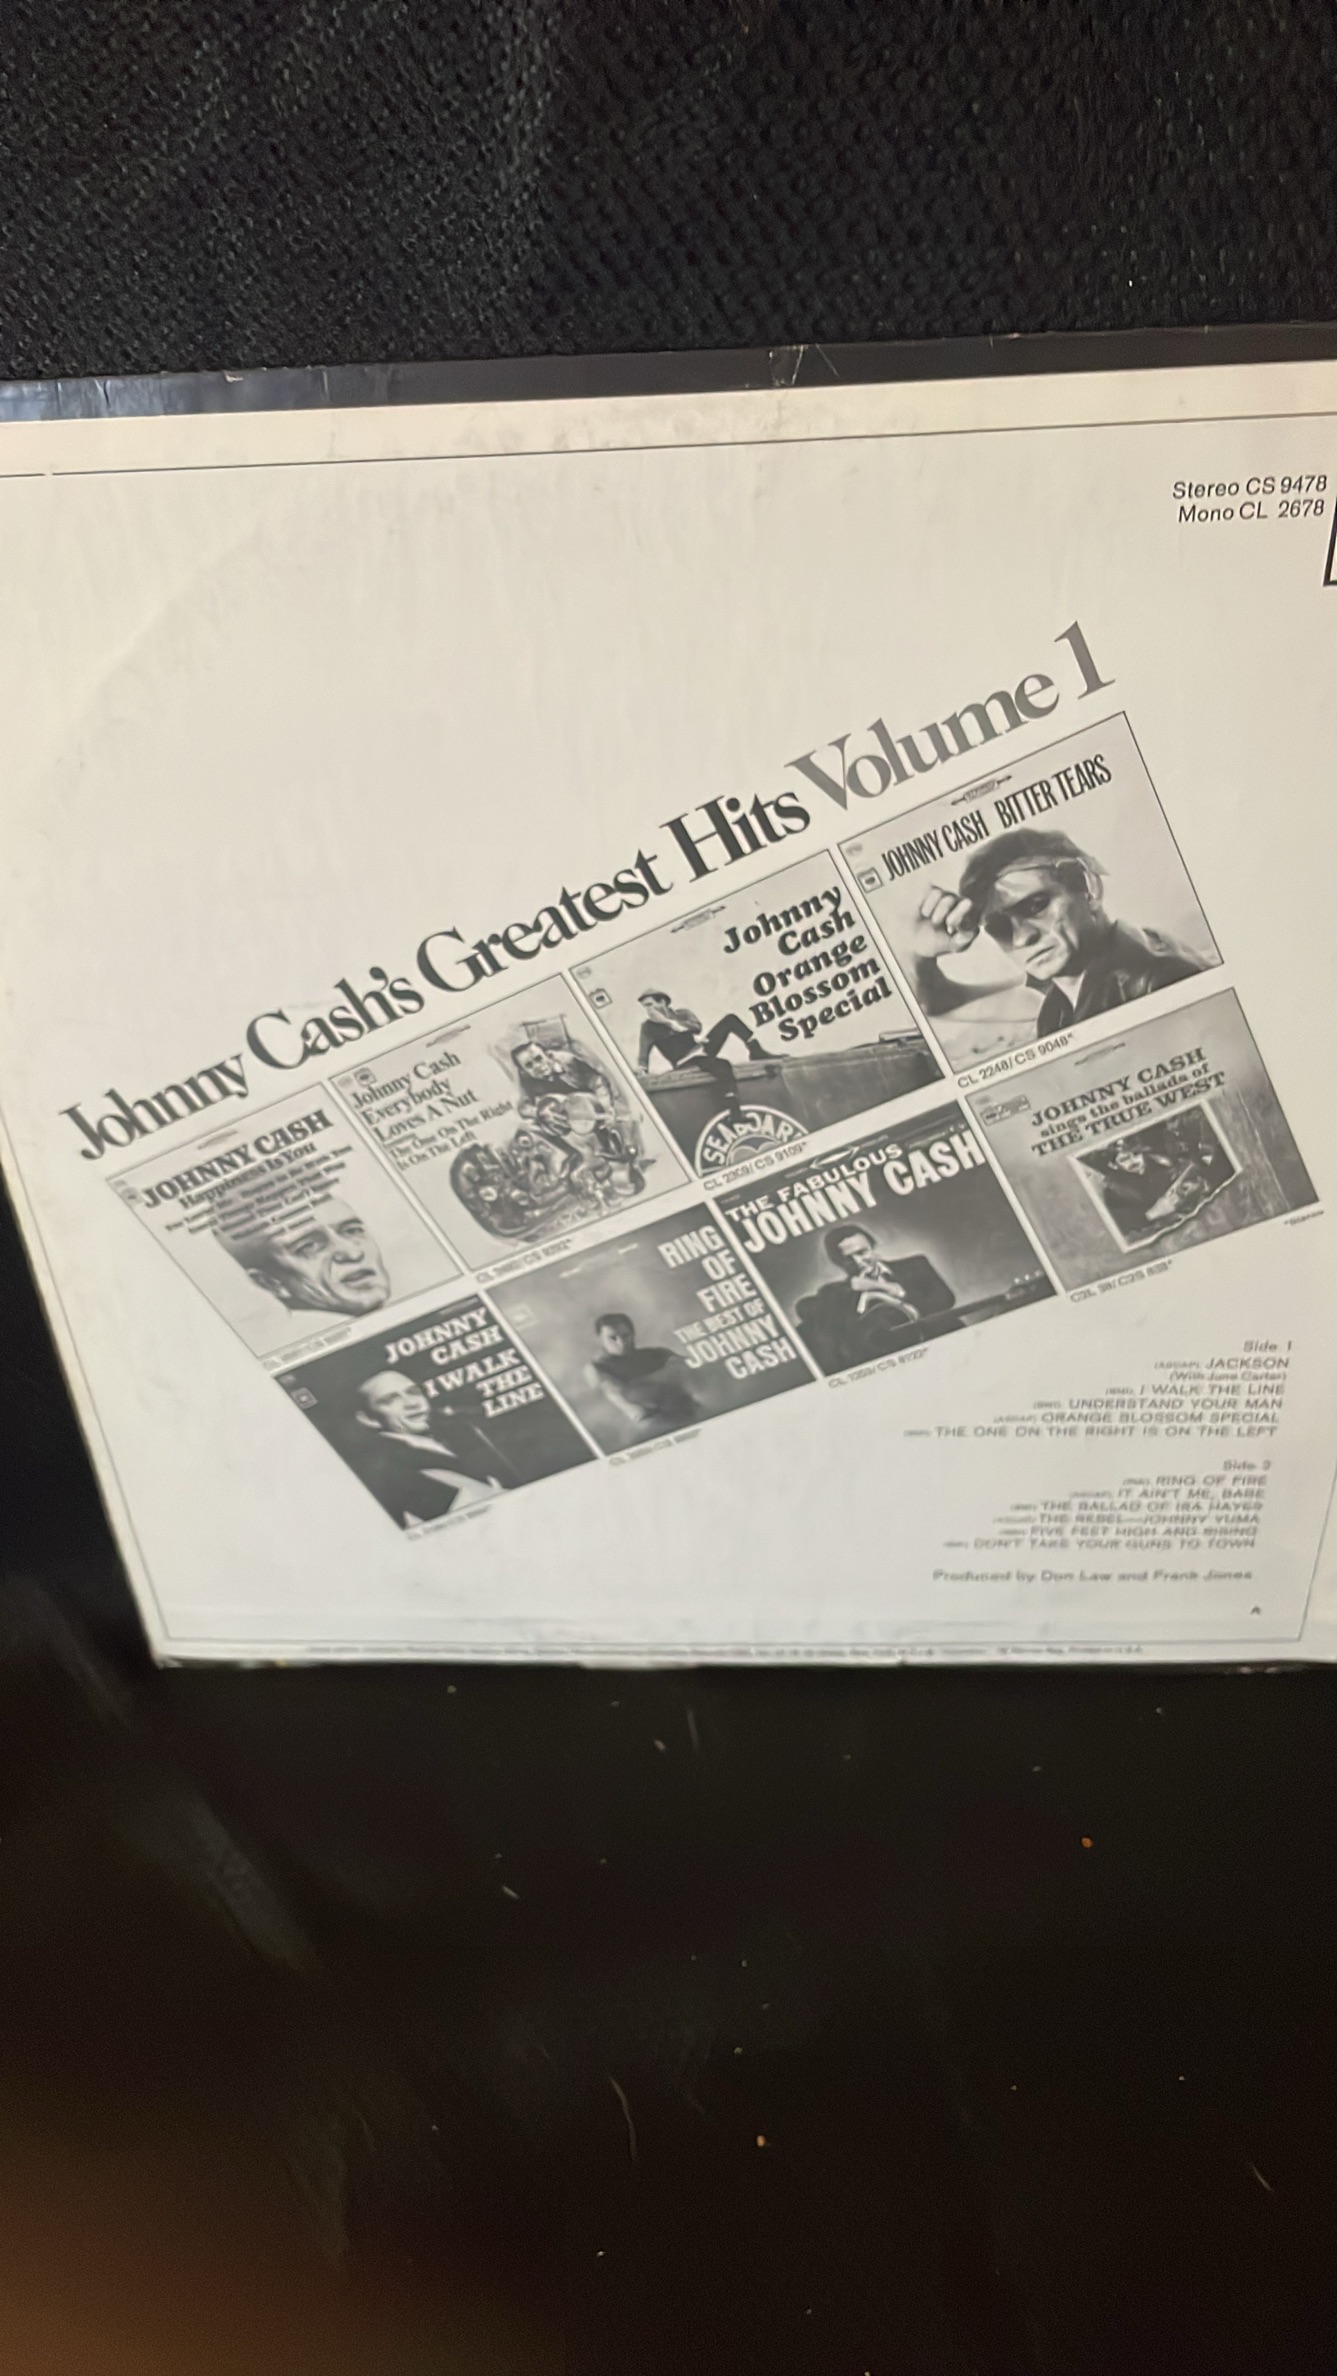 Stereo CS 9478
Mono CL 2678
Johnny Cash's Greatest Hits Volume 1
JOHNNY CASH
Happiness Is You
Johnny Cash
Everybody
Loves A Nut
The One On The Right
Is On The Left
Johnny
Cash
Orange
Blossom
Special
SEABOARD
CL 2309/CS 9109*
JOHNNY CASH BITTER TEARS
CL 2248/CS 9048*
JOHNNY
CASH
I WALK
THE
LINE
RING
OF
FIRE
THE BEST OF
JOHNNY
CASH
THE FABULOUS
JOHNNY CASH
JOHNNY CASH
sings the ballads of
THE TRUE WEST
*Stereo
Side 1
JACKSON
(With June Carter)
I WALK THE LINE
UNDERSTAND YOUR MAN
ORANGE BLOSSOM SPECIAL
THE ONE ON THE RIGHT IS ON THE LEFT
Side 2
RING OF FIRE
IT AIN'T ME, BABE
THE BALLAD OF IRA HAYES
THE REBEL—JOHNNY YUMA
FIVE FEET HIGH AND RISING
DON'T TAKE YOUR GUNS TO TOWN
Produced by Don Law and Frank Jones